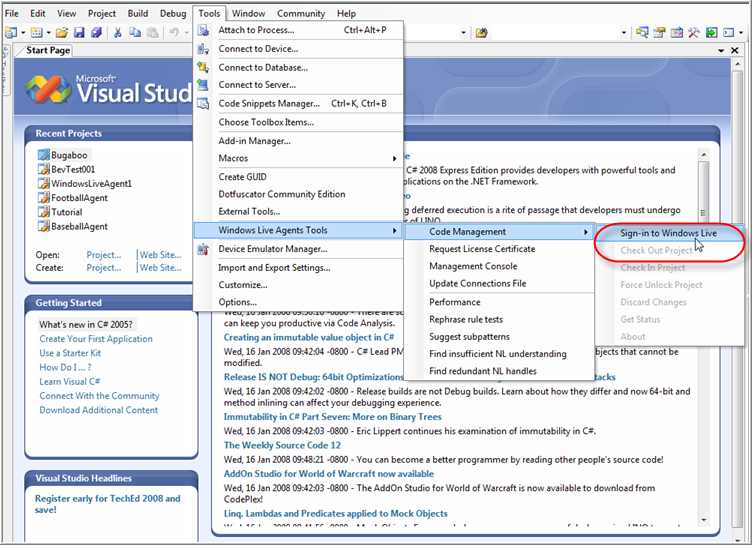 File View Project Build Debug Tools Window Community Help
Start Page
Microsoft®
Visual Stud
Recent Projects
Bugaboo
BevTest001
WindowsLiveAgent1
FootballAgent
Tutorial
BaseballAgent
Open: Project... | Web Site...
Create: Project... | Web Site...
Getting Started
What's new in C# 2005?
Create Your First Application
Use a Starter Kit
How Do I ... ?
Learn Visual C#
Connect With the Community
Download Additional Content
Visual Studio Headlines
Register early for TechEd 2008 and
save!
Attach to Process... Ctrl+Alt+P
Connect to Device...
Connect to Database...
Connect to Server...
Code Snippets Manager... Ctrl+K, Ctrl+B
Choose Toolbox Items...
Add-in Manager...
Macros
Create GUID
Dotfuscator Community Edition
External Tools...
Windows Live Agents Tools
Device Emulator Manager...
Import and Export Settings...
Customize...
Options...
Code Management
Request License Certificate
Management Console
Update Connections File
Performance
Rephrase rule tests
Suggest subpatterns
Find insufficient NL understanding
Find redundant NL handles
Sign-in to Windows Live
Check Out Project
Check In Project
Force Unlock Project
Discard Changes
Get Status
About
C# 2008 Express Edition provides developers with powerful tools and
applications on the .NET Framework.
deferred execution is a rite of passage that developers must undergo
can keep you productive via Code Analysis.
Creating an immutable value object in C#
Wed, 16 Jan 2008 09:42:04 -0800 - C# Lead PM objects that cannot be
modified.
Release IS NOT Debug: 64bit Optimizations
Wed, 16 Jan 2008 09:42:02 -0800 - Release builds are not Debug builds. Learn about how they differ and now 64-bit and
method inlining can affect your debugging experience.
Immutability in C# Part Seven: More on Binary Trees
Wed, 16 Jan 2008 09:42:03 -0800 - Eric Lippert continues his examination of immutability in C#.
The Weekly Source Code 12
Wed, 16 Jan 2008 09:48:21 -0800 - You can become a better programmer by reading other people's source code!
AddOn Studio for World of Warcraft now available
Wed, 16 Jan 2008 09:42:03 -0800 - The AddOn Studio for World of Warcraft is now available to download from
CodePlex!
Linq, Lambdas and Predicates applied to Mock Objects